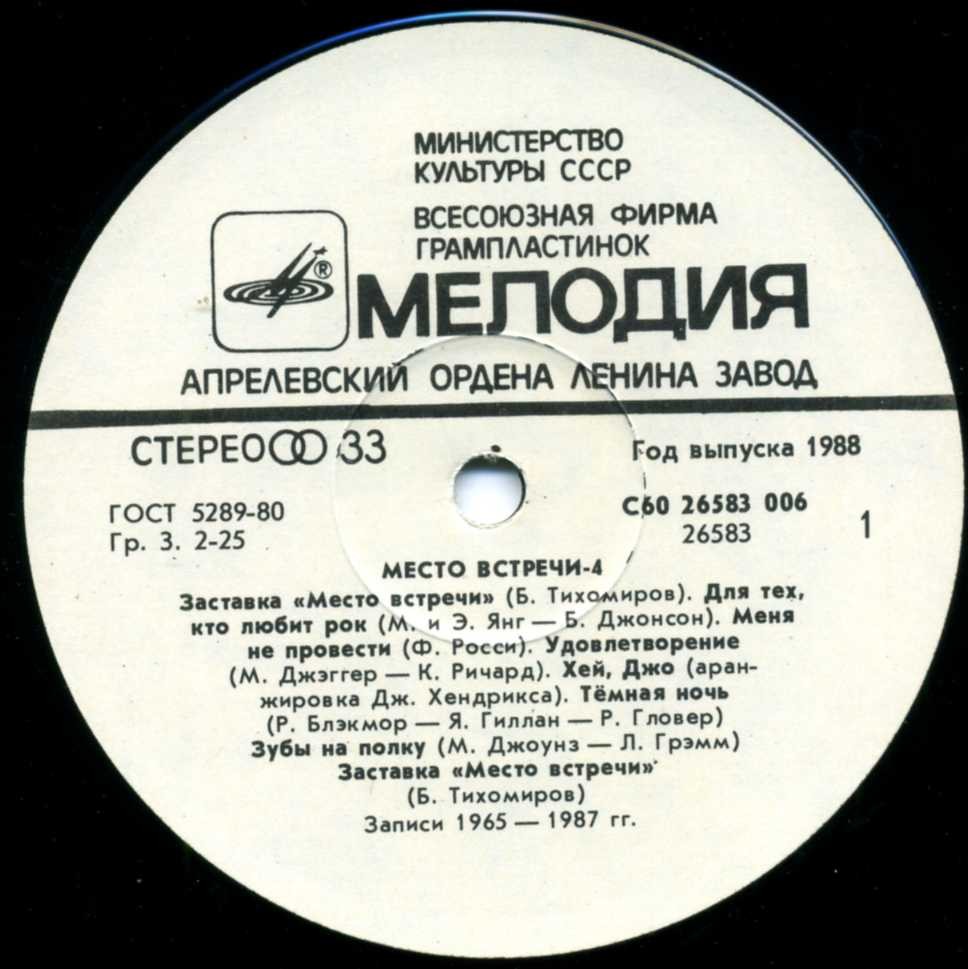 МИНИСТЕРСТВО
КУЛЬТУРЫ СССР
ВСЕСОЮЗНАЯ ФИРМА
ГРАМПЛАСТИНОК
®
МЕЛОДИЯ
АПРЕЛЕВСКИЙ ОРДЕНА ЛЕНИНА ЗАВОД
СТЕРЕО 33
Год выпуска 1988
ГОСТ 5289-80
Гр. 3. 2-25
С60 26583 006
26583
1
МЕСТО ВСТРЕЧИ-4
Заставка «Место встречи» (Б. Тихомиров). Для тех,
кто любит рок (М. и Э. Янг — Б. Джонсон). Меня
не провести (Ф. Росси). Удовлетворение
(М. Джэггер — К. Ричард). Хей, Джо (аран-
жировка Дж. Хендрикса). Тёмная ночь
(Р. Блэкмор — Я. Гиллан — Р. Гловер)
Зубы на полку (М. Джоунз — Л. Грэмм)
Заставка «Место встречи»
(Б. Тихомиров)
Записи 1965 — 1987 гг.